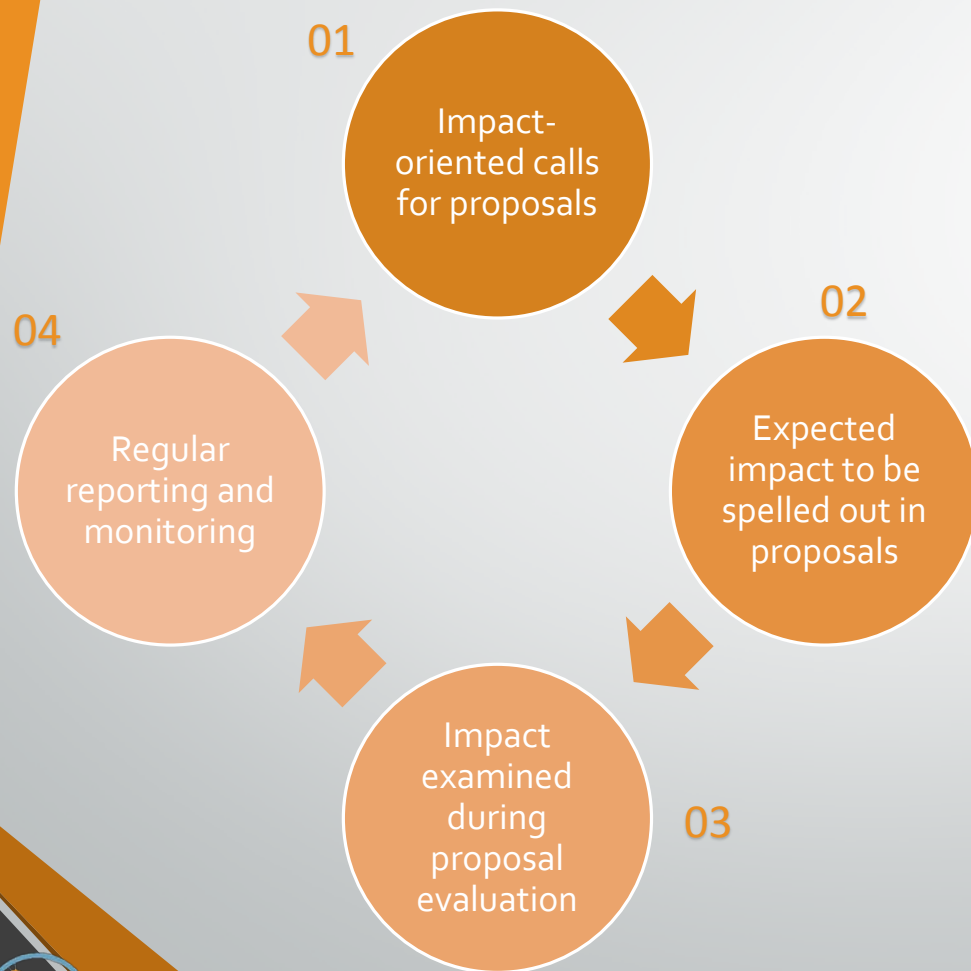 01
Impact-
oriented calls
for proposals
02
Expected
impact to be
spelled out in
proposals
03
Impact
examined
during
proposal
evaluation
04
Regular
reporting and
monitoring